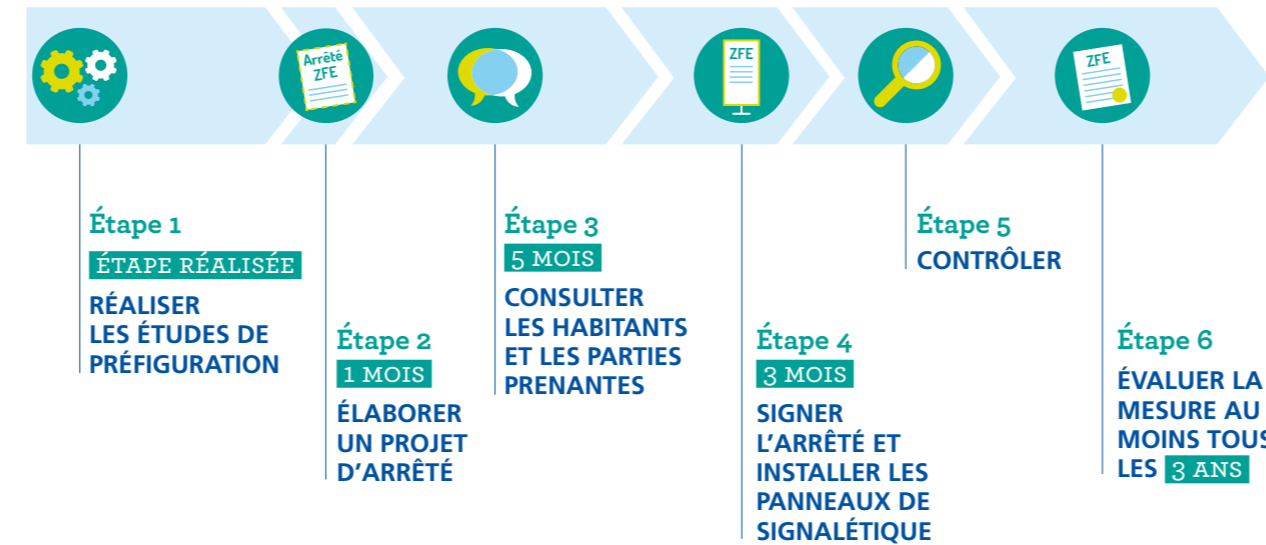 Arrêté
ZFE
ZFE
ZFE
Étape 1
ÉTAPE RÉALISÉE
RÉALISER
LES ÉTUDES DE
PRÉFIGURATION
Étape 2
1 MOIS
ÉLABORER
UN PROJET
D’ARRÊTÉ
Étape 3
5 MOIS
CONSULTER
LES HABITANTS
ET LES PARTIES
PRENANTES
Étape 4
3 MOIS
SIGNER
L’ARRÊTÉ ET
INSTALLER LES
PANNEAUX DE
SIGNALÉTIQUE
Étape 5
CONTRÔLER
Étape 6
ÉVALUER LA
MESURE AU
MOINS TOUS
LES 3 ANS